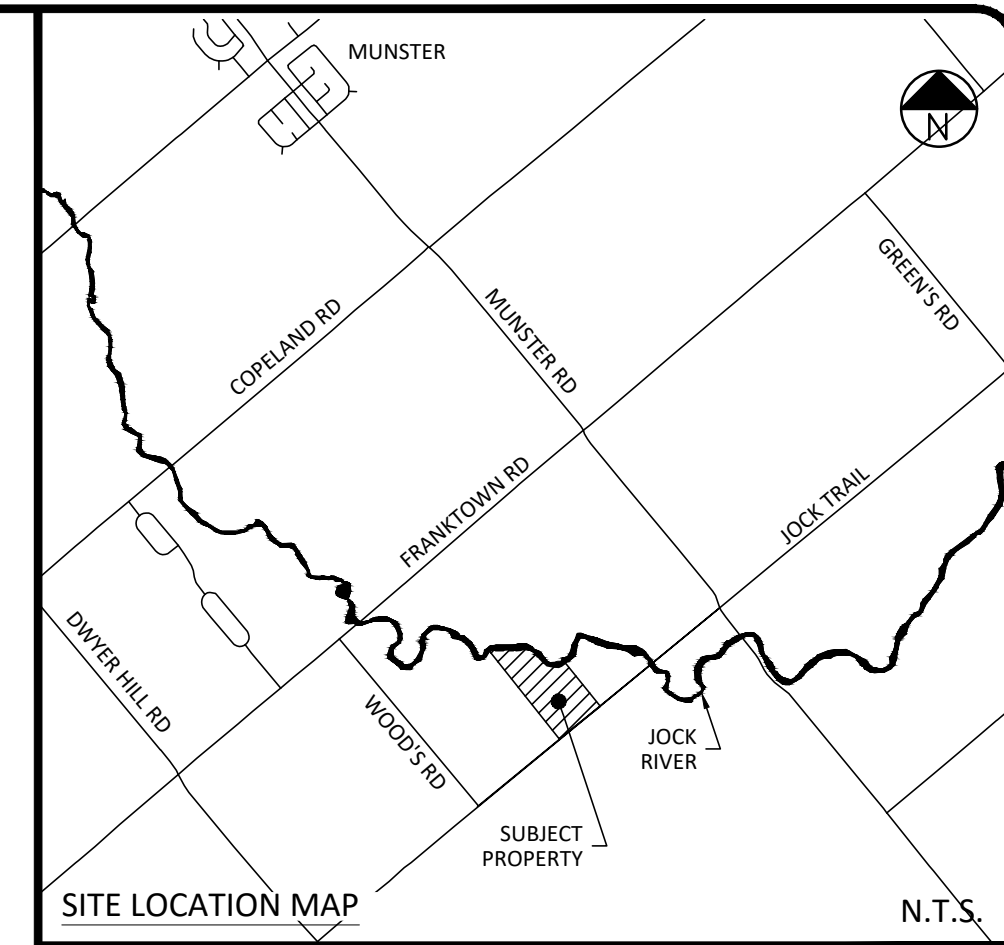 MUNSTER
N
GREEN'S RD
MUNSTER RD
COPELAND RD
FRANKTOWN RD
JOCK TRAIL
DWYER HILL RD
WOOD'S RD
JOCK
RIVER
SUBJECT
PROPERTY
SITE LOCATION MAP
N.T.S.